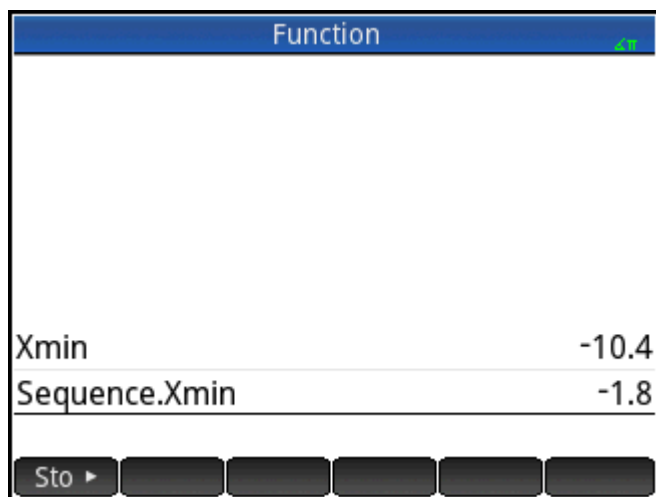 Function ∡π
Xmin -10.4
Sequence.Xmin -1.8
Sto ▸